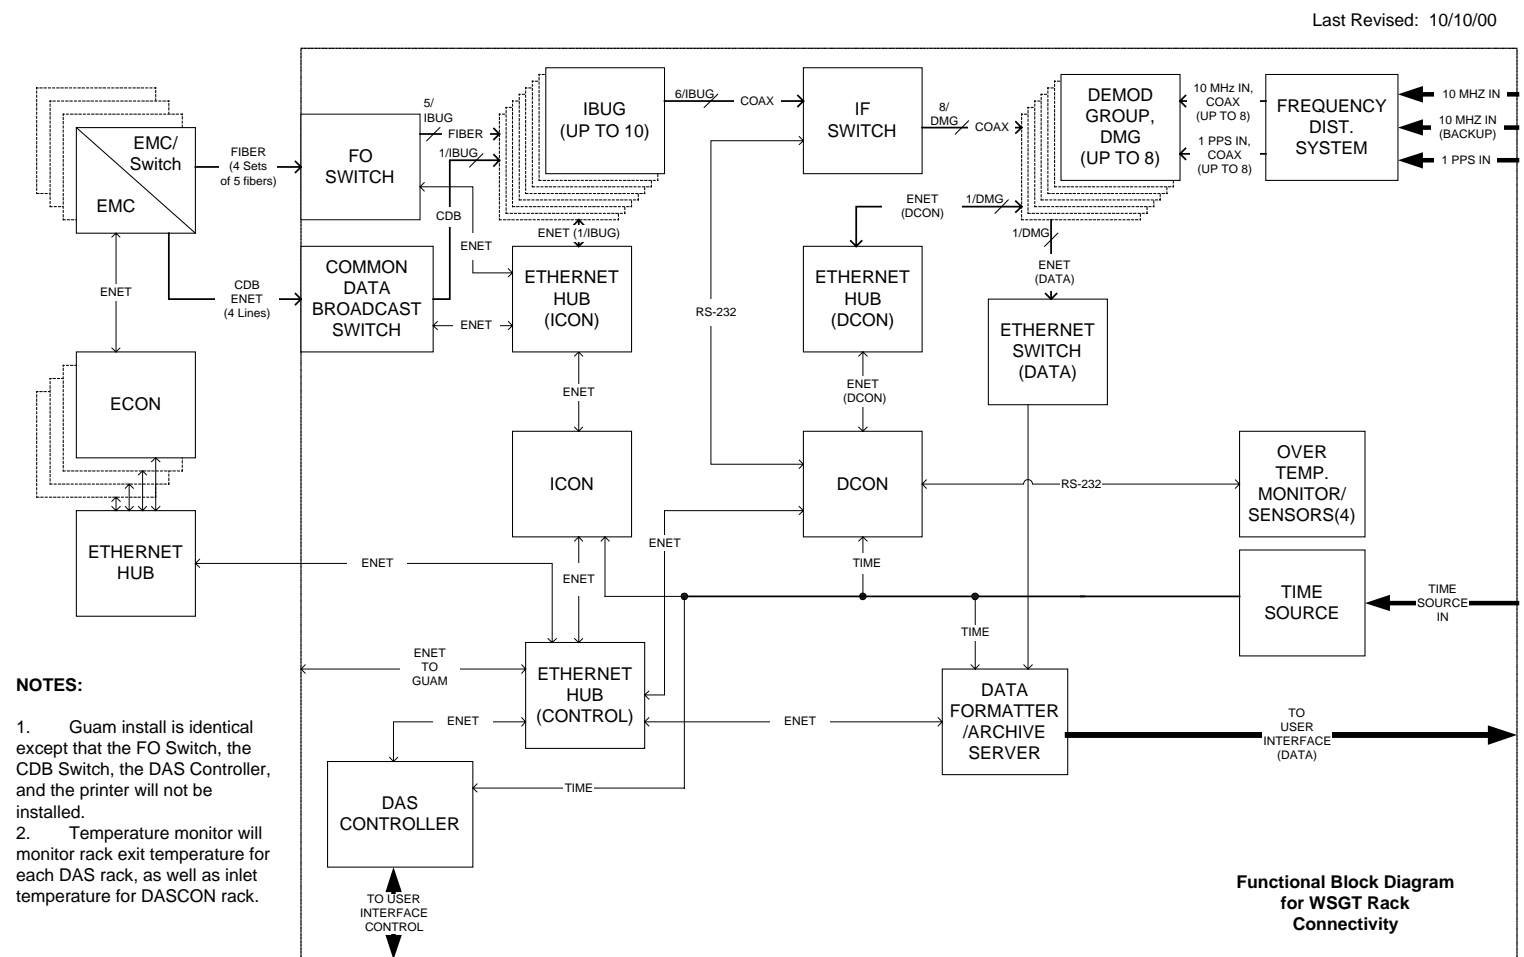 Last Revised: 10/10/00
EMC/
Switch
EMC
FIBER
(4 Sets
of 5 fibers)
FO
SWITCH
5/
IBUG
FIBER
1/IBUG
CDB
IBUG
(UP TO 10)
6/IBUG
COAX
IF
SWITCH
8/
DMG
COAX
DEMOD
GROUP,
DMG
(UP TO 8)
10 MHz IN,
COAX
(UP TO 8)
1 PPS IN,
COAX
(UP TO 8)
FREQUENCY
DIST.
SYSTEM
10 MHZ IN
10 MHZ IN
(BACKUP)
1 PPS IN
ENET
CDB
ENET
(4 Lines)
COMMON
DATA
BROADCAST
SWITCH
ENET
ENET
ENET (1/IBUG)
ETHERNET
HUB
(ICON)
RS-232
ENET
(DCON)
1/DMG
ETHERNET
HUB
(DCON)
1/DMG
ENET
(DATA)
ETHERNET
SWITCH
(DATA)
ECON
ENET
ENET
(DCON)
ICON
DCON
RS-232
OVER
TEMP.
MONITOR/
SENSORS(4)
ETHERNET
HUB
ENET
ENET
ENET
TIME
TIME
SOURCE
TIME
SOURCE
IN
TIME
ENET
TO
GUAM
ETHERNET
HUB
(CONTROL)
ENET
ENET
DATA
FORMATTER
/ARCHIVE
SERVER
TO
USER
INTERFACE
(DATA)
DAS
CONTROLLER
TIME
TO USER
INTERFACE
CONTROL
NOTES:
1. Guam install is identical
except that the FO Switch, the
CDB Switch, the DAS Controller,
and the printer will not be
installed.
2. Temperature monitor will
monitor rack exit temperature for
each DAS rack, as well as inlet
temperature for DASCON rack.
Functional Block Diagram
for WSGT Rack
Connectivity